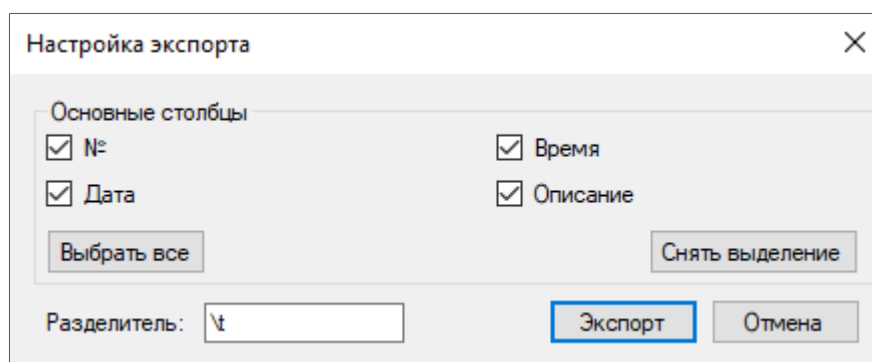 Настройка экспорта
Основные столбцы
№ Время
Дата Описание
Выбрать все Снять выделение
Разделитель: \t Экспорт Отмена